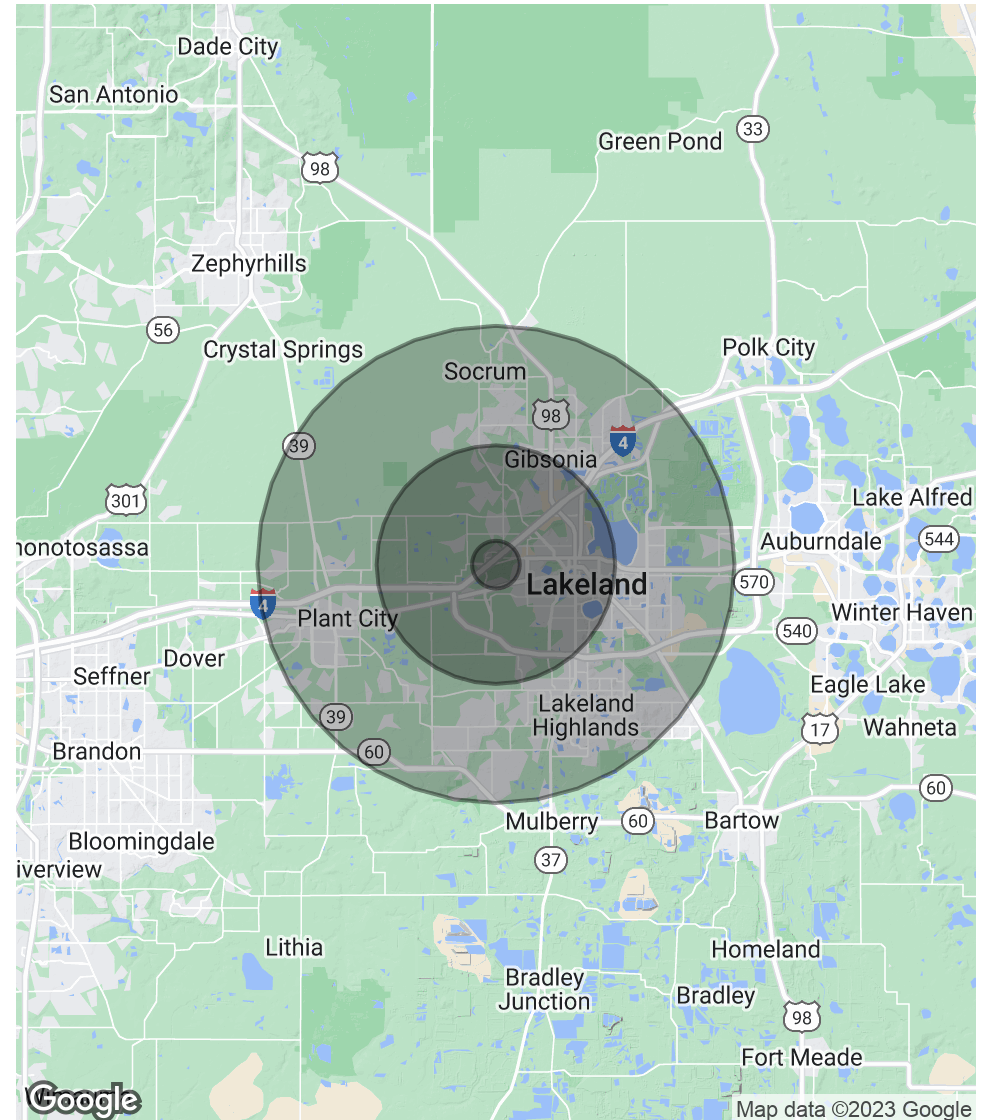 Dade City
San Antonio
33
Green Pond
98
Zephyrhills
56
Crystal Springs
Polk City
Socrum
98
4
39
Gibsonia
301
Lake Alfred
544
honotosassa
Auburndale
Lakeland
570
4
Plant City
Winter Haven
540
Dover
Seffner
Eagle Lake
Lakeland
Highlands
39
17
Wahneta
Brandon
60
60
Mulberry
60
Bartow
Bloomingdale
37
iverview
Lithia
Homeland
Bradley
Junction
Bradley
98
Fort Meade
Google
Map data ©2023 Google